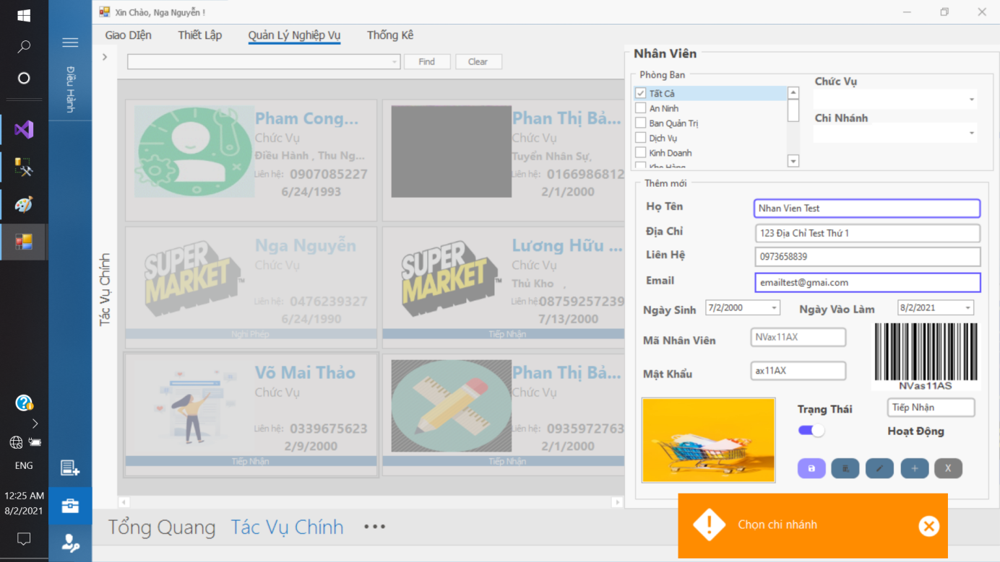 Xin Chào, Nga Nguyễn !
Giao Diện
Thiết Lập
Quản Lý Nghiệp Vụ
Thống Kê
Điều Hành
Tác Vụ Chính
Find
Clear
Pham Cong...
Chức Vụ
Điều Hành , Thu Ng...
Liên hệ: 0907085227
6/24/1993
Phan Thị Bả...
Chức Vụ
Tuyển Nhân Sự,
Liên hệ: 0166986812
2/1/2000
SUPER MARKET ™
Nga Nguyễn
Chức Vụ
Liên hệ: 0476239327
6/24/1990
Nghỉ Phép
SUPER MARKET ™
Lương Hữu ...
Chức Vụ
Thủ Kho ,
Liên hệ: 08759257239
7/13/2000
Tiếp Nhận
Võ Mai Thảo
Chức Vụ
Liên hệ: 0339675623
2/9/2000
Tiếp Nhận
Phan Thị Bả...
Chức Vụ
Liên hệ: 0935972763
2/1/2000
Tiếp Nhận
Nhân Viên
Phòng Ban
Tất Cả
An Ninh
Ban Quản Trị
Dịch Vụ
Kinh Doanh
Kho Hàng
Chức Vụ
Chi Nhánh
Thêm mới
Họ Tên
Nhan Vien Test
Địa Chỉ
123 Địa Chỉ Test Thứ 1
Liên Hệ
0973658839
Email
emailtest@gmai.com
Ngày Sinh
7/2/2000
Ngày Vào Làm
8/2/2021
Mã Nhân Viên
NVax11AX
Mật Khẩu
ax11AX
NVas11AS
Trạng Thái
Tiếp Nhận
Hoạt Động
X
Tổng Quang
Tác Vụ Chính
•••
Chọn chi nhánh
ENG
12:25 AM
8/2/2021